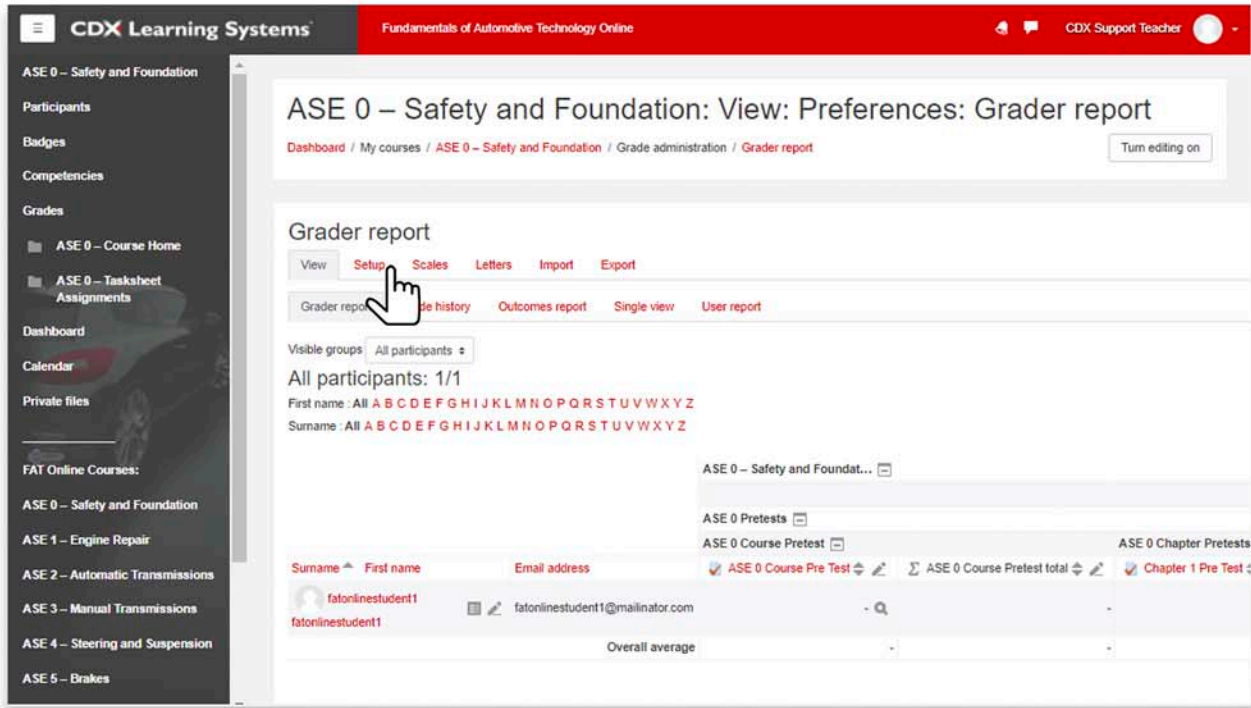 CDX Learning Systems
Fundamentals of Automotive Technology Online
CDX Support Teacher
ASE 0 – Safety and Foundation
Participants
Badges
Competencies
Grades
ASE 0 – Course Home
ASE 0 – Tasksheet
Assignments
Dashboard
Calendar
Private files
FAT Online Courses:
ASE 0 – Safety and Foundation
ASE 1 – Engine Repair
ASE 2 – Automatic Transmissions
ASE 3 – Manual Transmissions
ASE 4 – Steering and Suspension
ASE 5 – Brakes
ASE 0 – Safety and Foundation: View: Preferences: Grader report
Dashboard / My courses / ASE 0 – Safety and Foundation / Grade administration / Grader report
Turn editing on
Grader report
View Setup Scales Letters Import Export
Grader history Outcomes report Single view User report
Visible groups All participants
All participants: 1/1
First name : All A B C D E F G H I J K L M N O P Q R S T U V W X Y Z
Surname : All A B C D E F G H I J K L M N O P Q R S T U V W X Y Z
ASE 0 – Safety and Foundat...
ASE 0 Pretests
ASE 0 Course Pretest ASE 0 Chapter Pretests
Surname First name Email address ASE 0 Course Pre Test Σ ASE 0 Course Pretest total Chapter 1 Pre Test
fatonlinestudent1
fatonlinestudent1
fatonlinestudent1@mailinator.com - -
Overall average - -